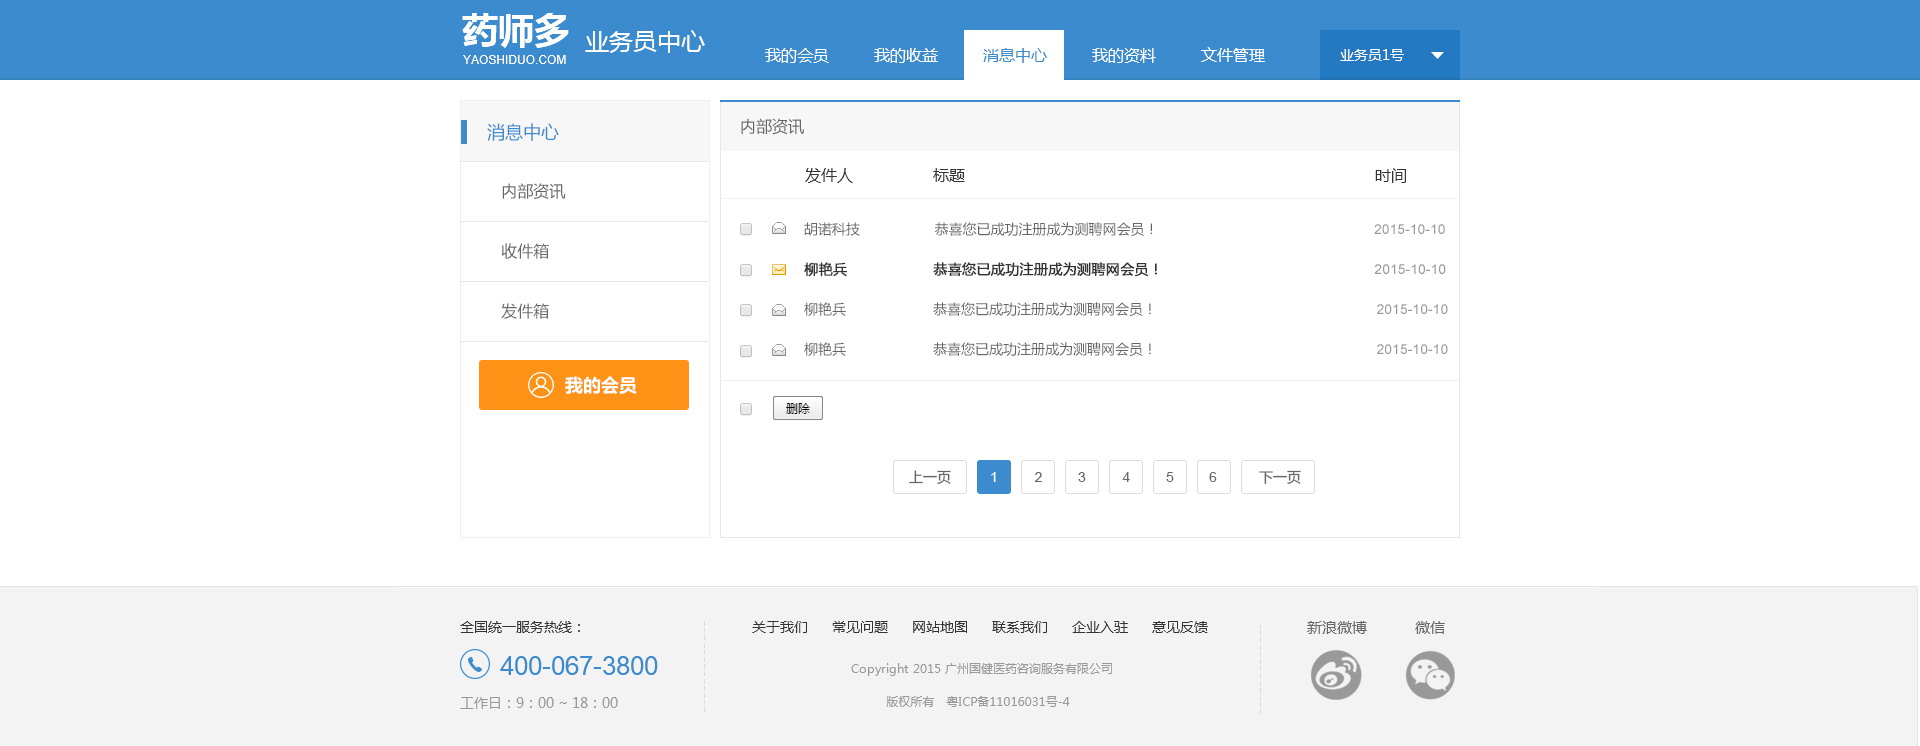 药师多
YAOSHIDUO.COM
业务员中心
我的会员 我的收益 消息中心 我的资料 文件管理 业务员1号
消息中心
内部资讯
收件箱
发件箱
我的会员
内部资讯
发件人 标题 时间
胡诺科技 恭喜您已成功注册成为测聘网会员！ 2015-10-10
柳艳兵 恭喜您已成功注册成为测聘网会员！ 2015-10-10
柳艳兵 恭喜您已成功注册成为测聘网会员！ 2015-10-10
柳艳兵 恭喜您已成功注册成为测聘网会员！ 2015-10-10
删除
上一页 1 2 3 4 5 6 下一页
全国统一服务热线：
400-067-3800
工作日：9：00 ~ 18：00
关于我们 常见问题 网站地图 联系我们 企业入驻 意见反馈
Copyright 2015 广州国健医药咨询服务有限公司
版权所有 粤ICP备11016031号-4
新浪微博 微信